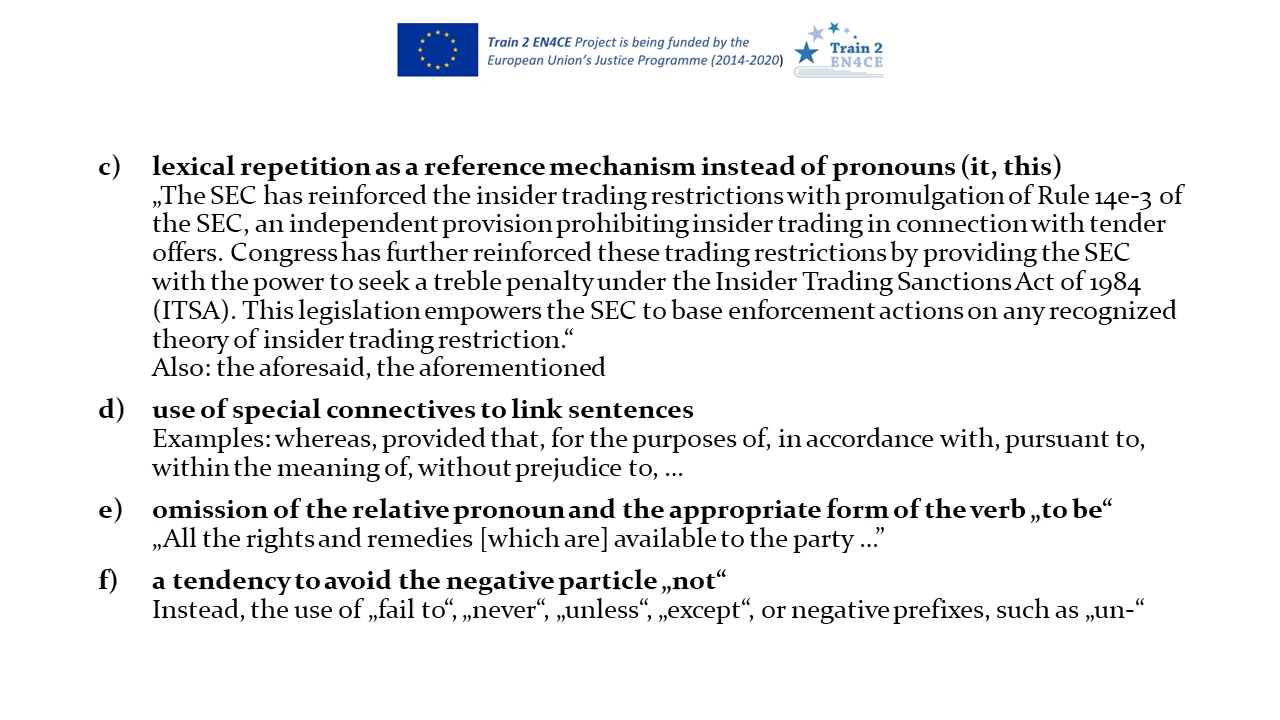 Train 2 EN4CE Project is being funded by the
European Union's Justice Programme (2014-2020)
Train 2
EN4CE
c) lexical repetition as a reference mechanism instead of pronouns (it, this)
„The SEC has reinforced the insider trading restrictions with promulgation of Rule 14e-3 of
the SEC, an independent provision prohibiting insider trading in connection with tender
offers. Congress has further reinforced these trading restrictions by providing the SEC
with the power to seek a treble penalty under the Insider Trading Sanctions Act of 1984
(ITSA). This legislation empowers the SEC to base enforcement actions on any recognized
theory of insider trading restriction.“
Also: the aforesaid, the aforementioned
d) use of special connectives to link sentences
Examples: whereas, provided that, for the purposes of, in accordance with, pursuant to,
within the meaning of, without prejudice to, …
e) omission of the relative pronoun and the appropriate form of the verb „to be“
„All the rights and remedies [which are] available to the party …”
f) a tendency to avoid the negative particle „not“
Instead, the use of „fail to“, „never“, „unless“, „except“, or negative prefixes, such as „un-“